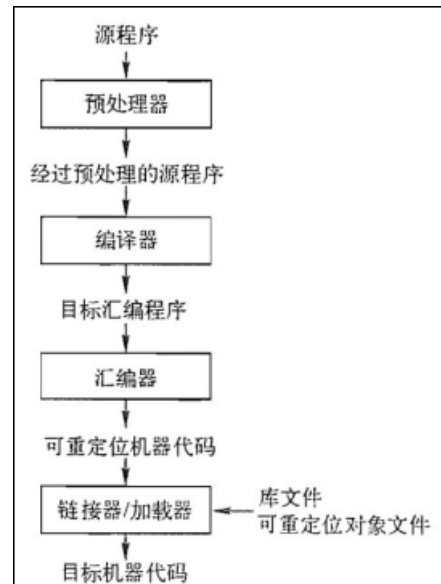 源程序
预处理器
经过预处理的源程序
编译器
目标汇编程序
汇编器
可重定位机器代码
链接器/加载器
库文件
可重定位对象文件
目标机器代码